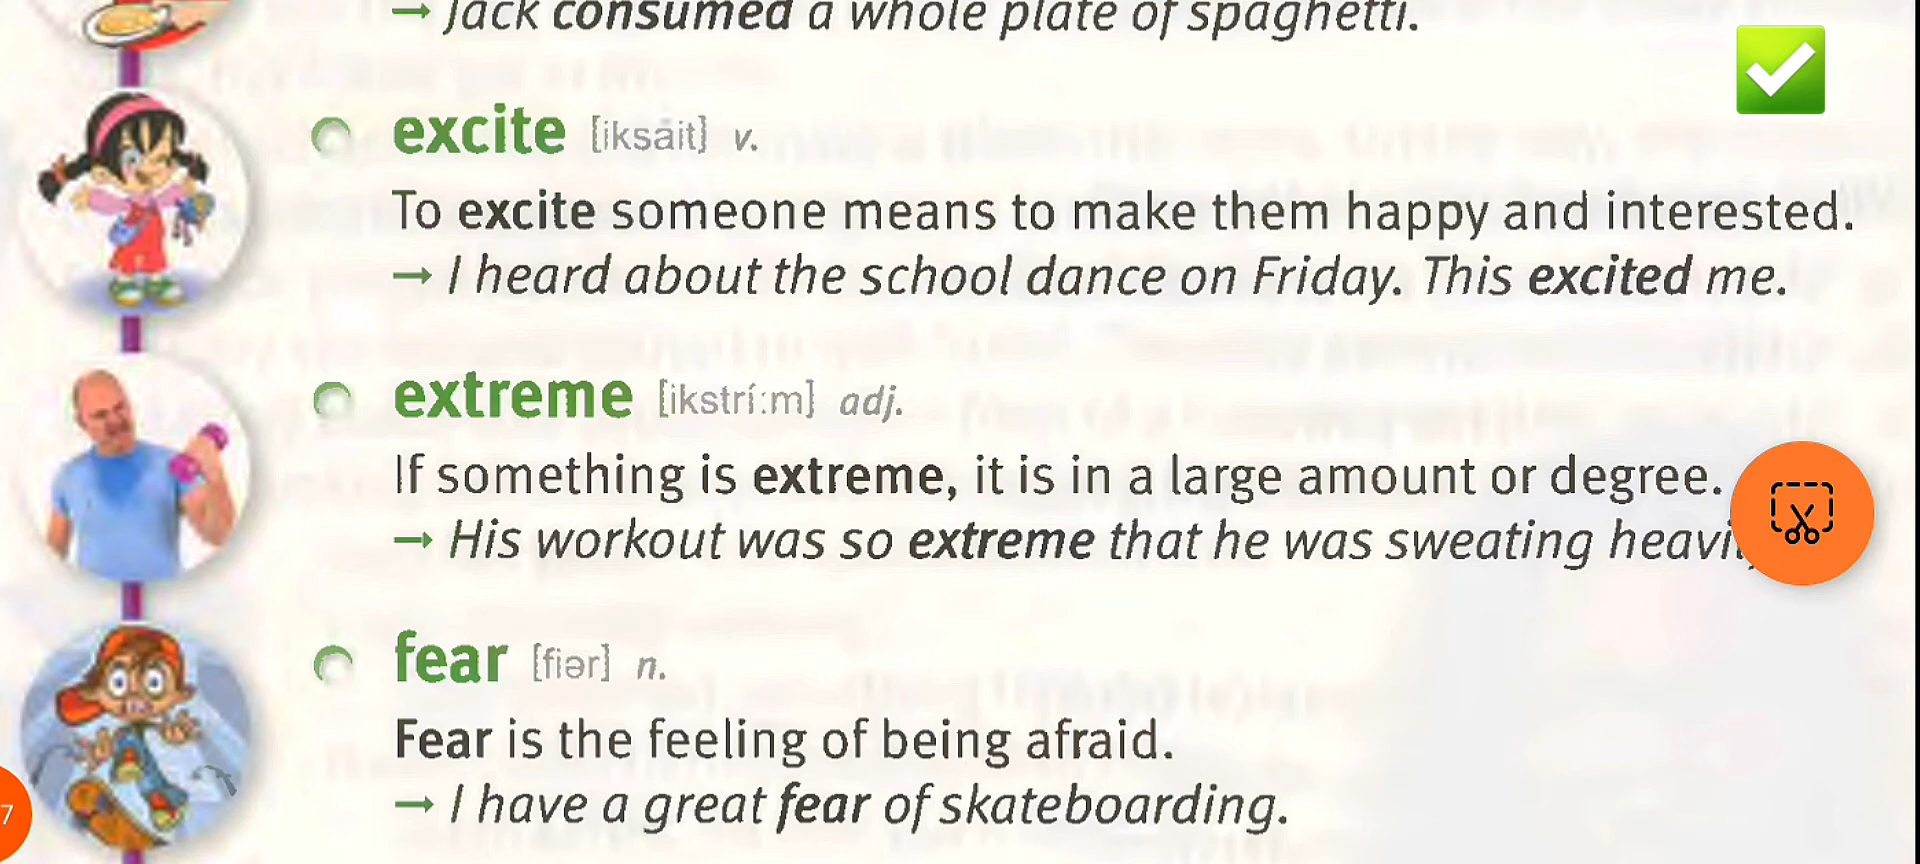 → Jack consumed a whole plate of spaghetti.
excite [iksáit] v.
To excite someone means to make them happy and interested.
→ I heard about the school dance on Friday. This excited me.
extreme [ikstrí:m] adj.
If something is extreme, it is in a large amount or degree.
→ His workout was so extreme that he was sweating
fear [fiər] n.
Fear is the feeling of being afraid.
→ I have a great fear of skateboarding.
7